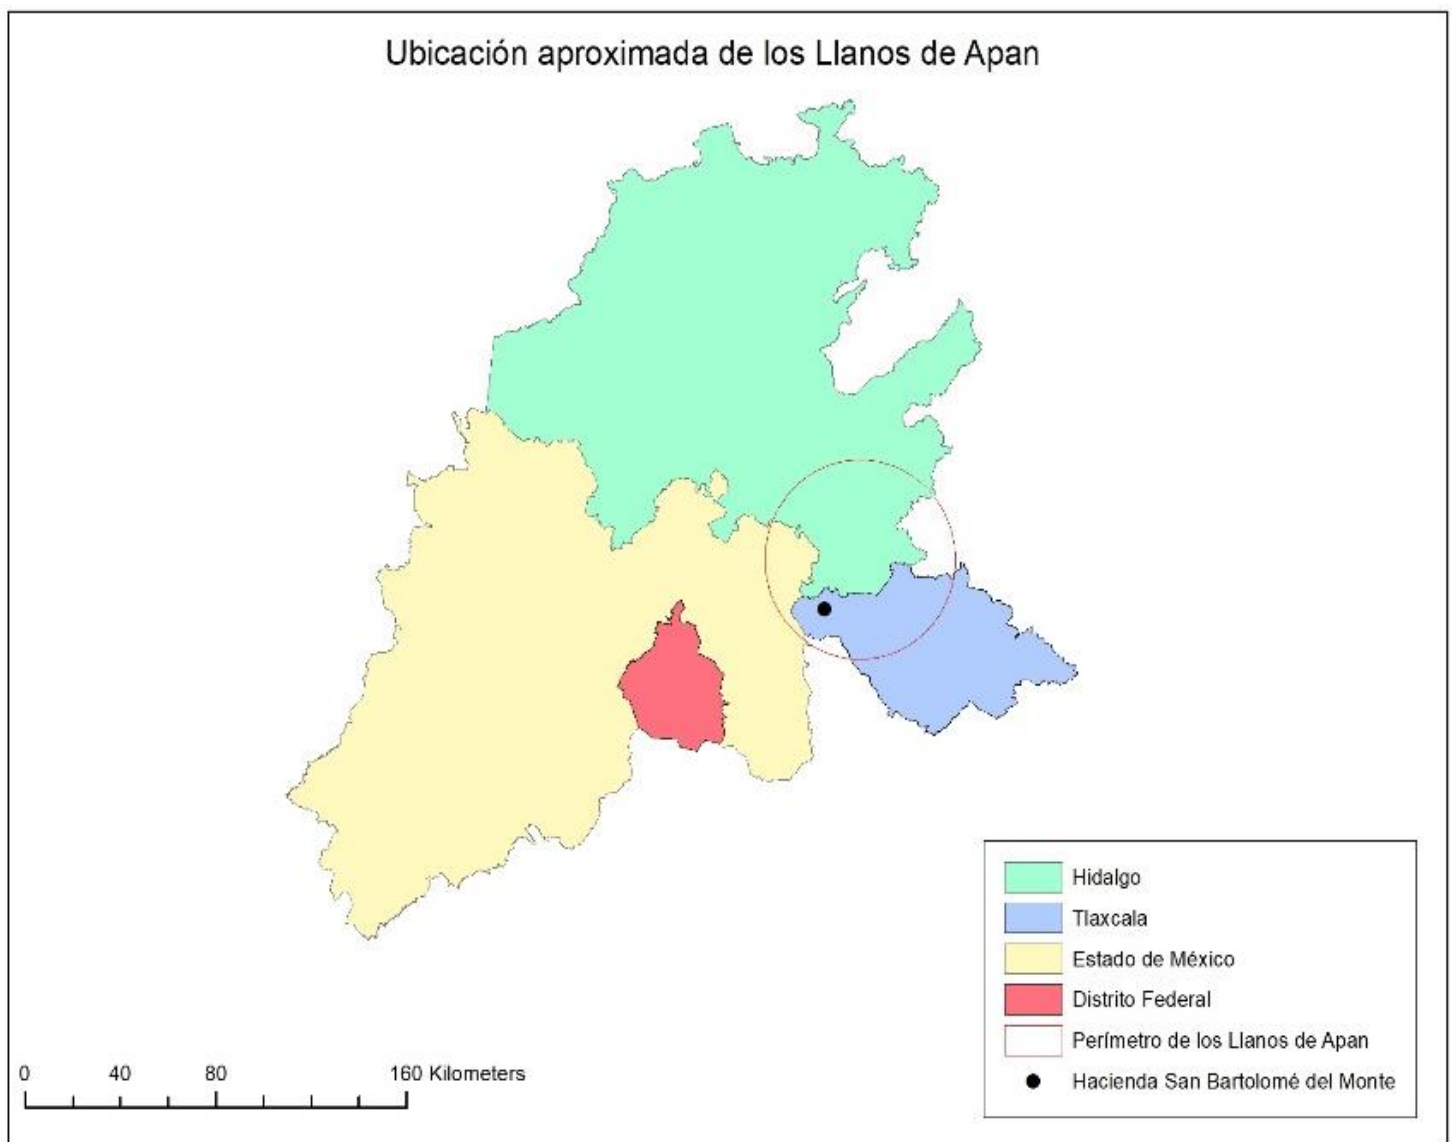 Ubicación aproximada de los Llanos de Apan
Hidalgo
Tlaxcala
Estado de México
Distrito Federal
Perímetro de los Llanos de Apan
Hacienda San Bartolomé del Monte
0 40 80 160 Kilometers